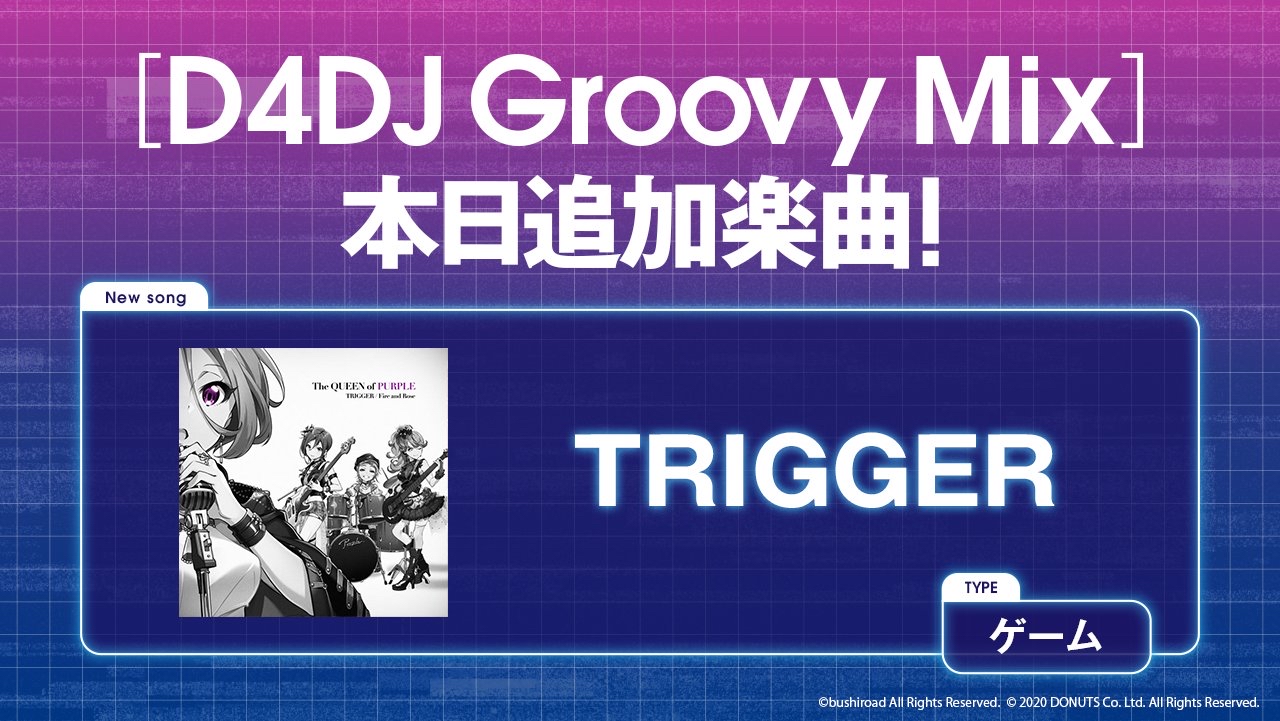 [D4DJ Groovy Mix]
本日追加楽曲!
New song
The QUEEN of PURPLE
TRIGGER / Fire and Rose
Purple
TRIGGER
TYPE
ゲーム
©bushiroad All Rights Reserved. © 2020 DONUTS Co. Ltd. All Rights Reserved.